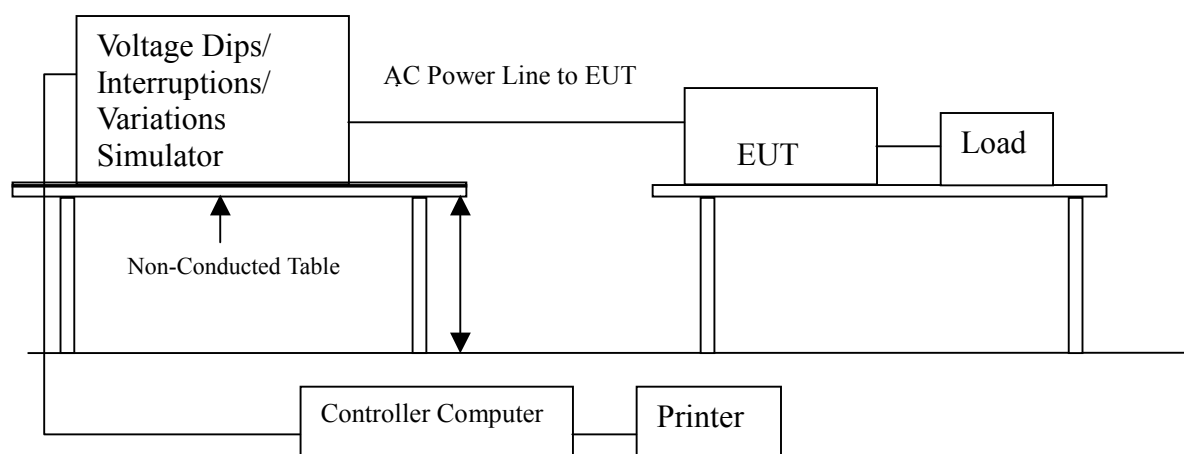 Voltage Dips/
Interruptions/
Variations
Simulator
AC Power Line to EUT
EUT
Load
Non-Conducted Table
Controller Computer
Printer